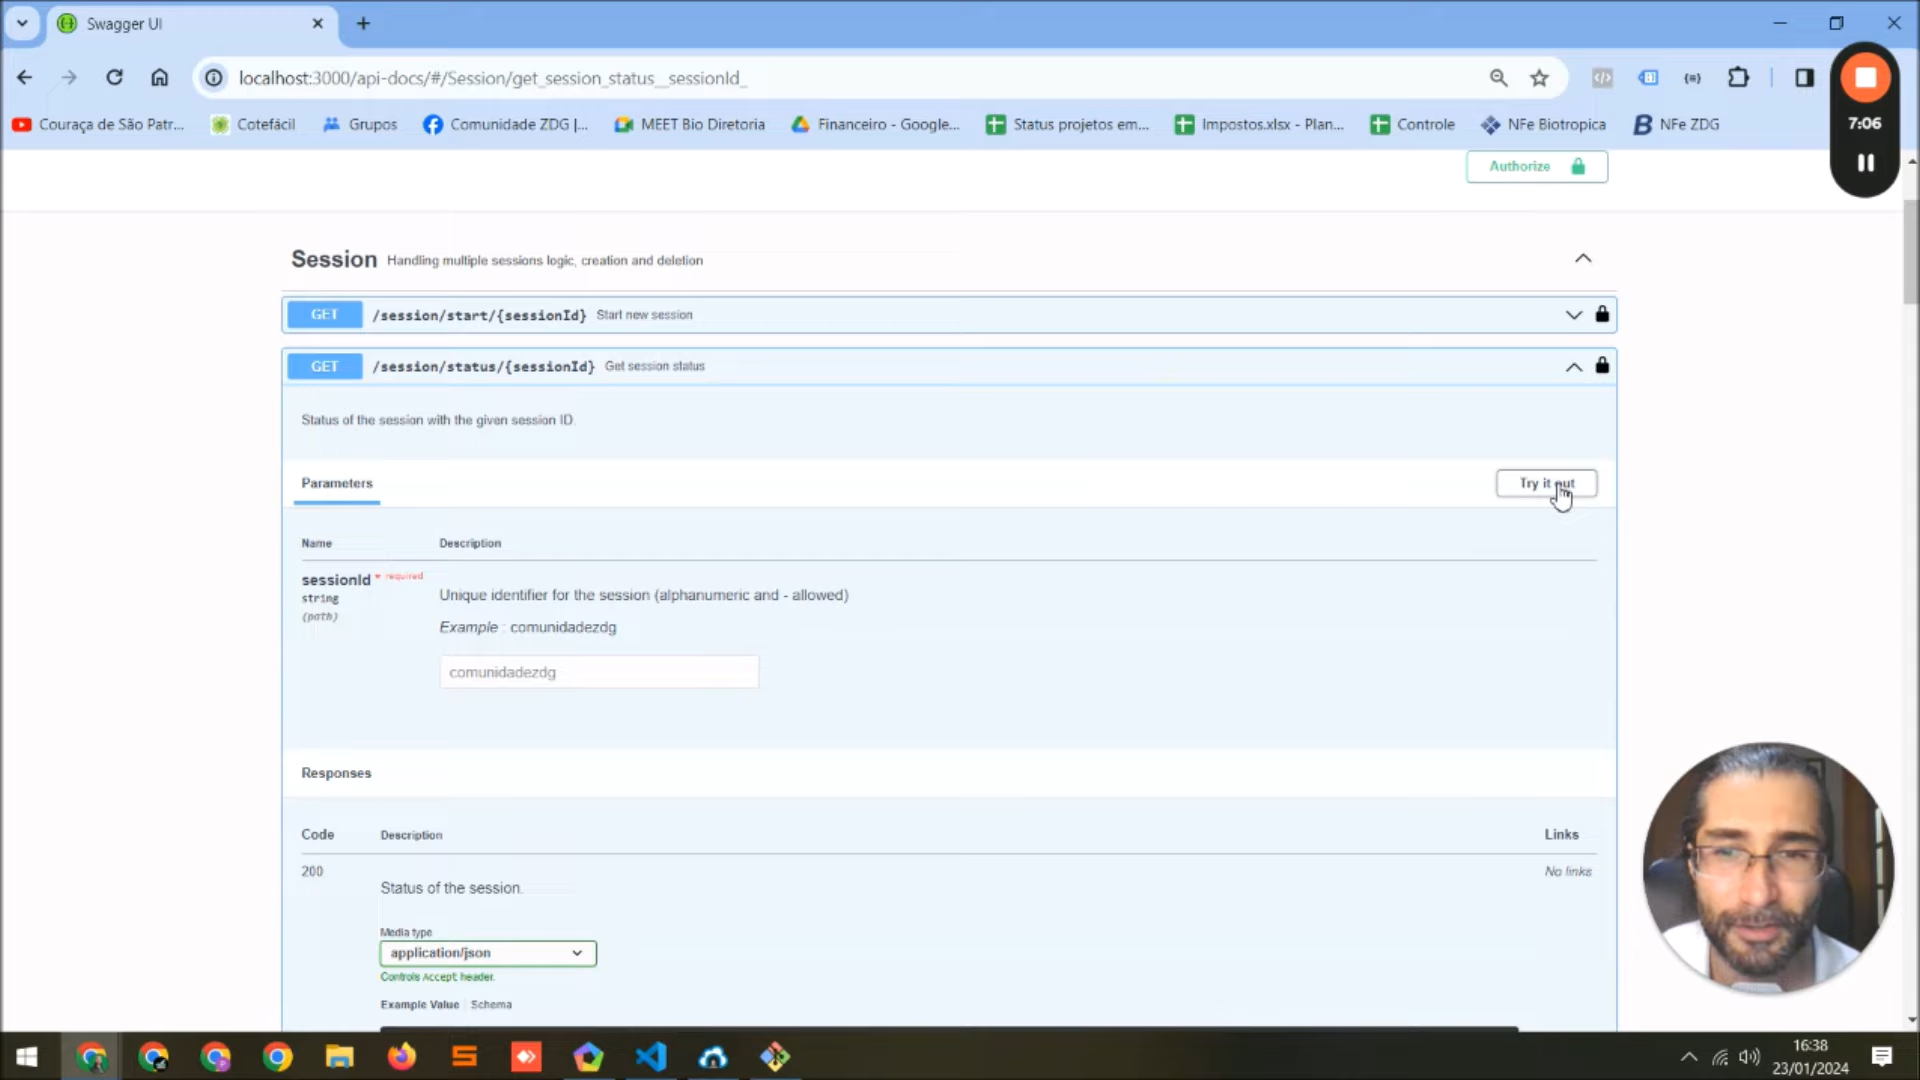 Swagger UI
localhost:3000/api-docs/#/Session/get_session_status__sessionId_
7:06
Couraça de São Patr...
Cotefácil
Grupos
Comunidade ZDG |...
MEET Bio Diretoria
Financeiro - Google...
Status projetos em...
Impostos.xlsx - Plan...
Controle
NFe Biotropica
NFe ZDG
Authorize
Session Handling multiple sessions logic, creation and deletion
GET /session/start/{sessionId} Start new session
GET /session/status/{sessionId} Get session status
Status of the session with the given session ID.
Parameters
Try it out
Name Description
sessionId * required
string
(path)
Unique identifier for the session (alphanumeric and - allowed)
Example : comunidadezdg
comunidadezdg
Responses
Code Description Links
200
Status of the session.
No links
Media type
application/json
Controls Accept header.
Example Value Schema
16:38
23/01/2024